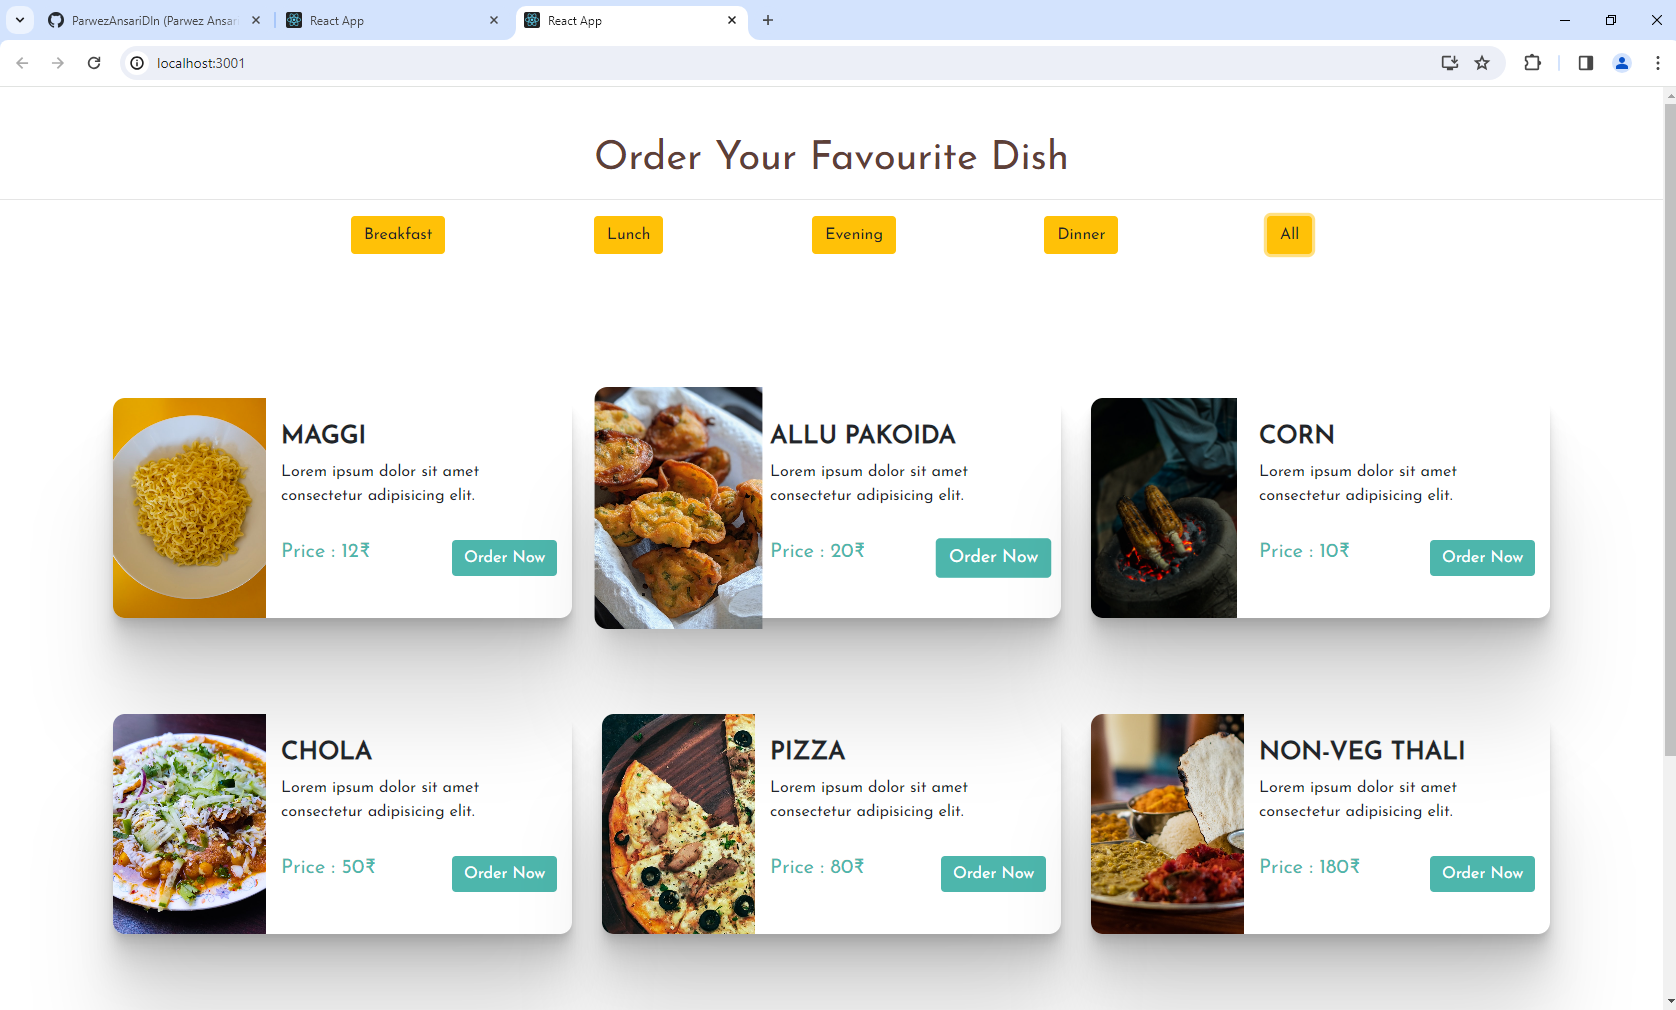 ParwezAnsariDln (Parwez Ansar
React App
React App
localhost:3001
Order Your Favourite Dish
Breakfast
Lunch
Evening
Dinner
All
MAGGI
Lorem ipsum dolor sit amet
consectetur adipisicing elit.
Price : 12₹
Order Now
ALLU PAKOIDA
Lorem ipsum dolor sit amet
consectetur adipisicing elit.
Price : 20₹
Order Now
CORN
Lorem ipsum dolor sit amet
consectetur adipisicing elit.
Price : 10₹
Order Now
CHOLA
Lorem ipsum dolor sit amet
consectetur adipisicing elit.
Price : 50₹
Order Now
PIZZA
Lorem ipsum dolor sit amet
consectetur adipisicing elit.
Price : 80₹
Order Now
NON-VEG THALI
Lorem ipsum dolor sit amet
consectetur adipisicing elit.
Price : 180₹
Order Now